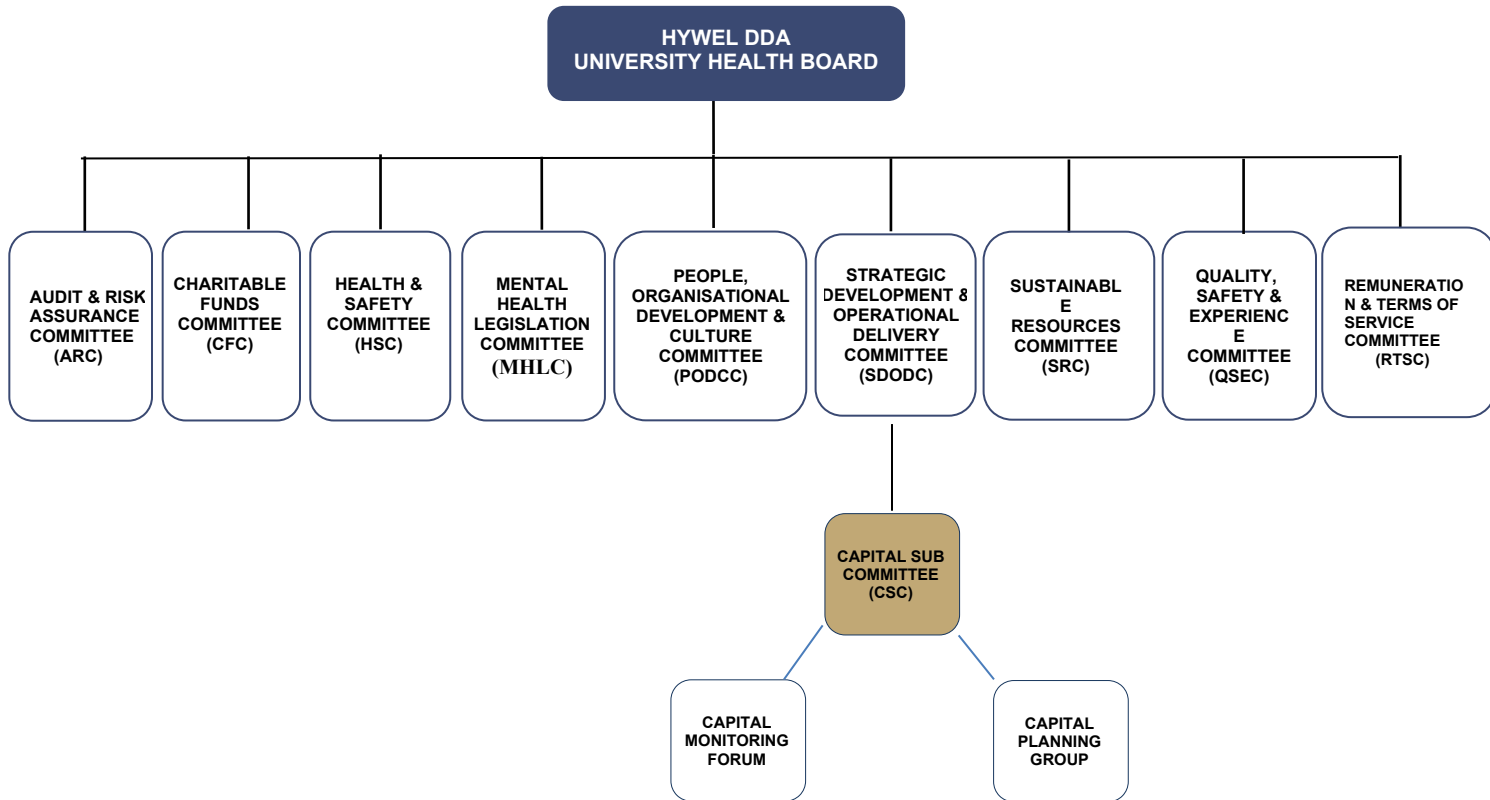 HYWEL DDA
UNIVERSITY HEALTH BOARD
AUDIT & RISK
ASSURANCE
COMMITTEE
(ARC)
CHARITABLE
FUNDS
COMMITTEE
(CFC)
HEALTH &
SAFETY
COMMITTEE
(HSC)
MENTAL
HEALTH
LEGISLATION
COMMITTEE
(MHLC)
PEOPLE,
ORGANISATIONAL
DEVELOPMENT &
CULTURE
COMMITTEE
(PODCC)
STRATEGIC
DEVELOPMENT &
OPERATIONAL
DELIVERY
COMMITTEE
(SDODC)
SUSTAINABL
E
RESOURCES
COMMITTEE
(SRC)
QUALITY,
SAFETY &
EXPERIENC
E
COMMITTEE
(QSEC)
REMUNERATIO
N & TERMS OF
SERVICE
COMMITTEE
(RTSC)
CAPITAL SUB
COMMITTEE
(CSC)
CAPITAL
MONITORING
FORUM
CAPITAL
PLANNING
GROUP